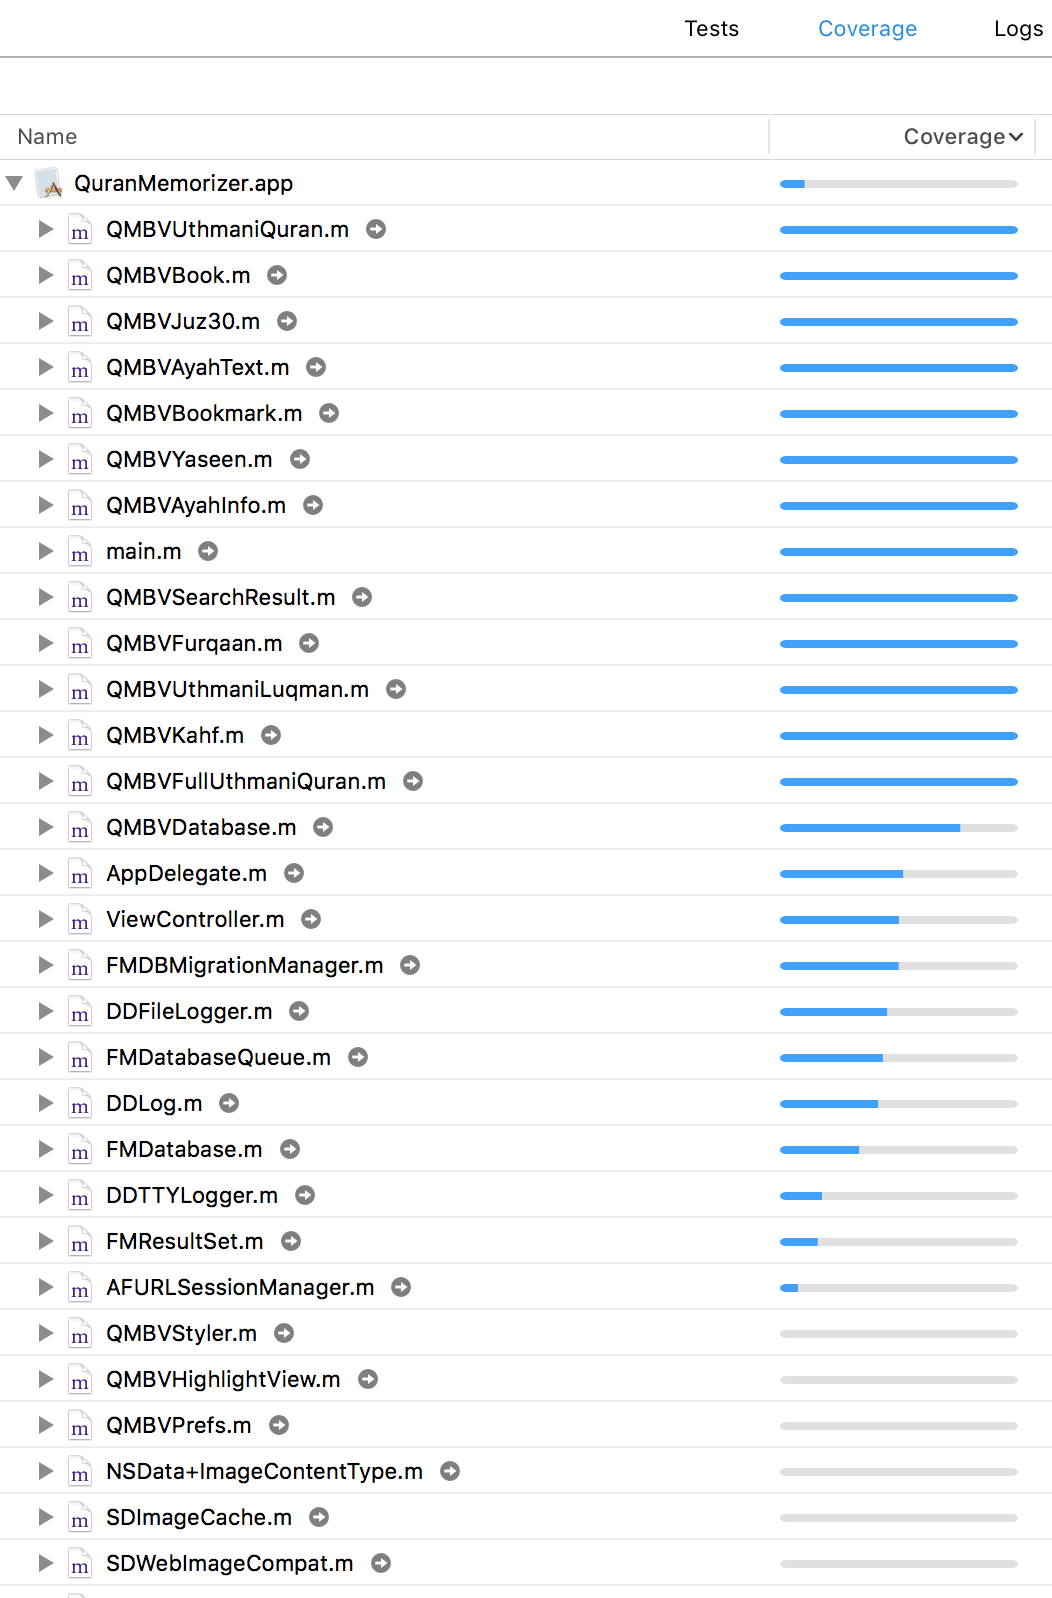 Tests Coverage Logs
Name Coverage
QuranMemorizer.app
m QMBVUthmaniQuran.m
m QMBVBook.m
m QMBVJuz30.m
m QMBVAyahText.m
m QMBVBookmark.m
m QMBVYaseen.m
m QMBVAyahInfo.m
m main.m
m QMBVSearchResult.m
m QMBVFurqaan.m
m QMBVUthmaniLuqman.m
m QMBVKahf.m
m QMBVFullUthmaniQuran.m
m QMBVDatabase.m
m AppDelegate.m
m ViewController.m
m FMDBMigrationManager.m
m DDFileLogger.m
m FMDatabaseQueue.m
m DDLog.m
m FMDatabase.m
m DDTTYLogger.m
m FMResultSet.m
m AFURLSessionManager.m
m QMBVStyler.m
m QMBVHighlightView.m
m QMBVPrefs.m
m NSData+ImageContentType.m
m SDImageCache.m
m SDWebImageCompat.m